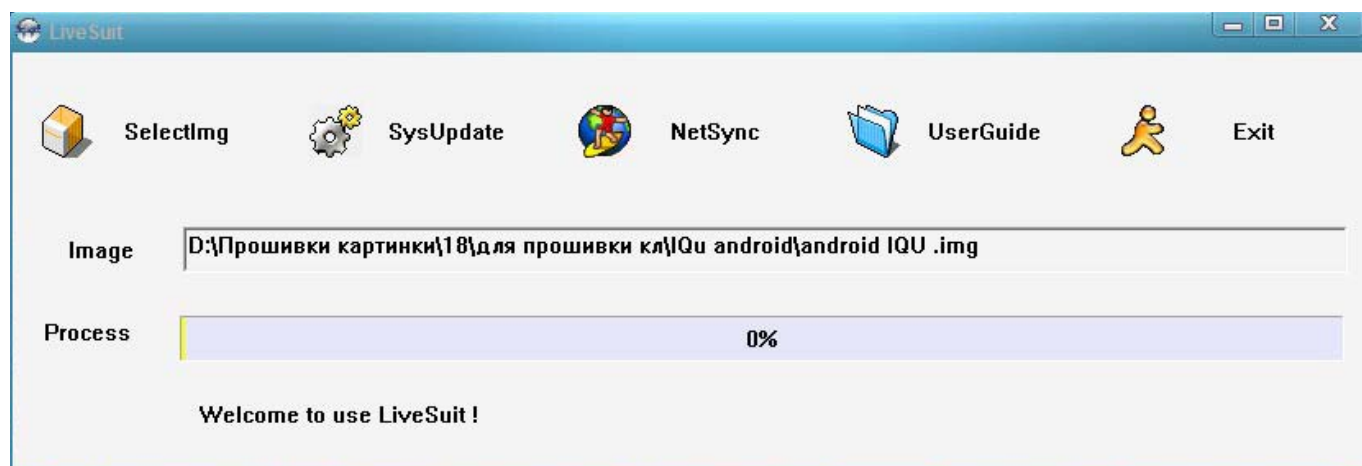 LiveSuit
SelectImg SysUpdate NetSync UserGuide Exit
Image D:\Прошивки картинки\18\для прошивки кл\IQu android\android IQU .img
Process 0%
Welcome to use LiveSuit !